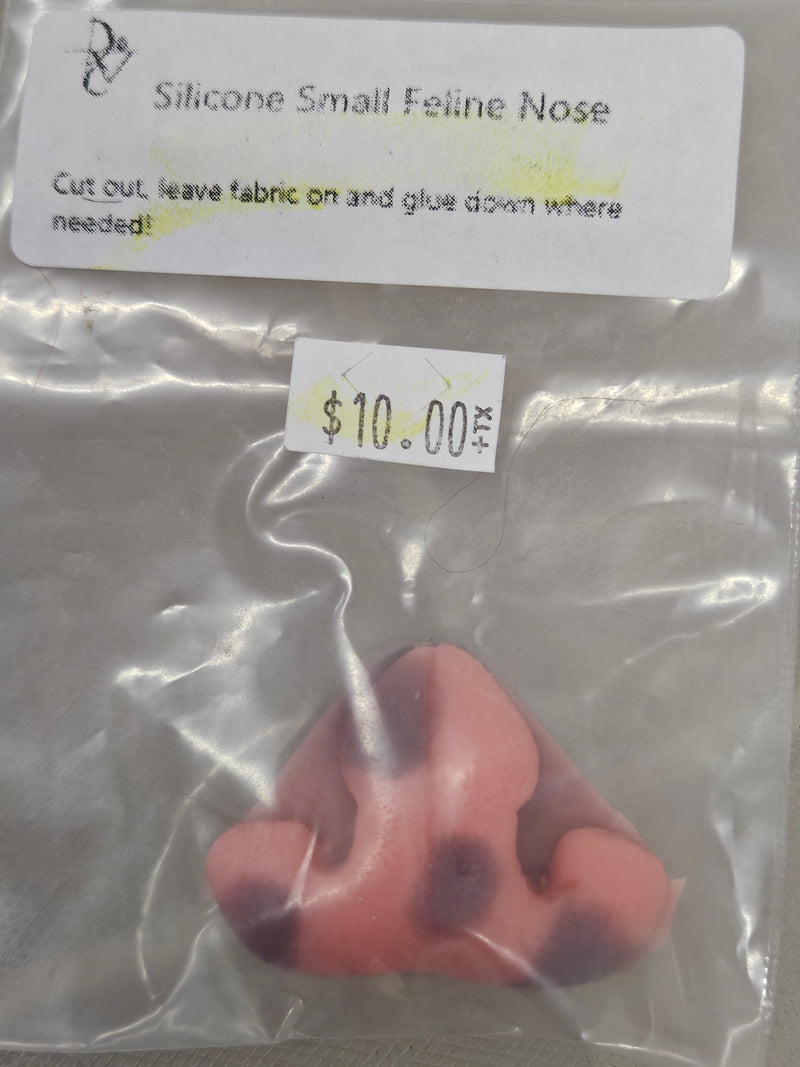 Silicone Small Feline Nose
Cut out, leave fabric on and glue down where
needed!
$10.00 +TX